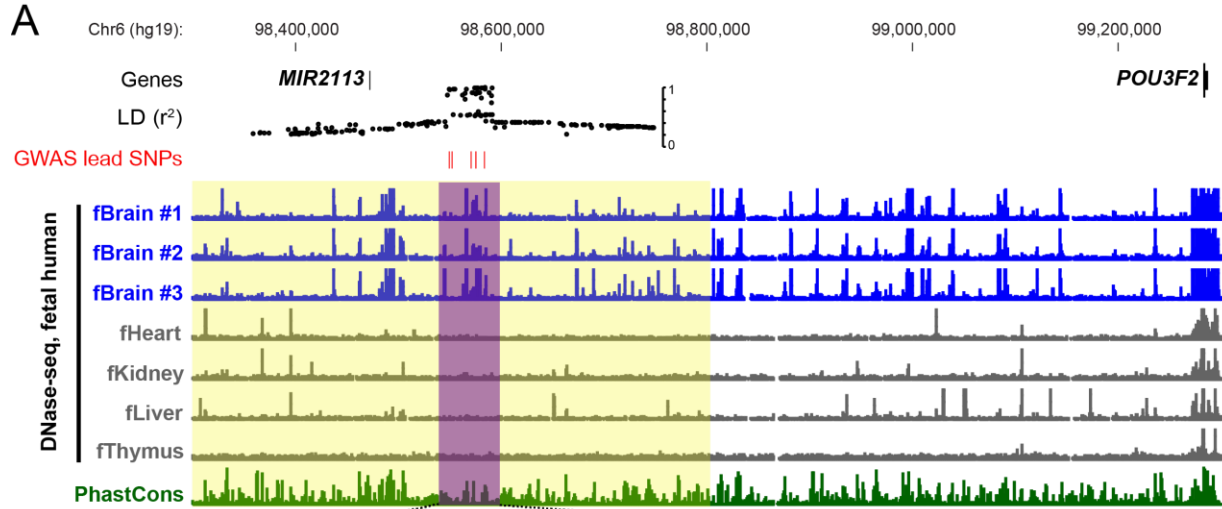 A
Chr6 (hg19): 98,400,000 98,600,000 98,800,000 99,000,000 99,200,000
Genes MIR2113 POU3F2
LD (r²) 1
0
GWAS lead SNPs
DNase-seq, fetal human
fBrain #1
fBrain #2
fBrain #3
fHeart
fKidney
fLiver
fThymus
PhastCons